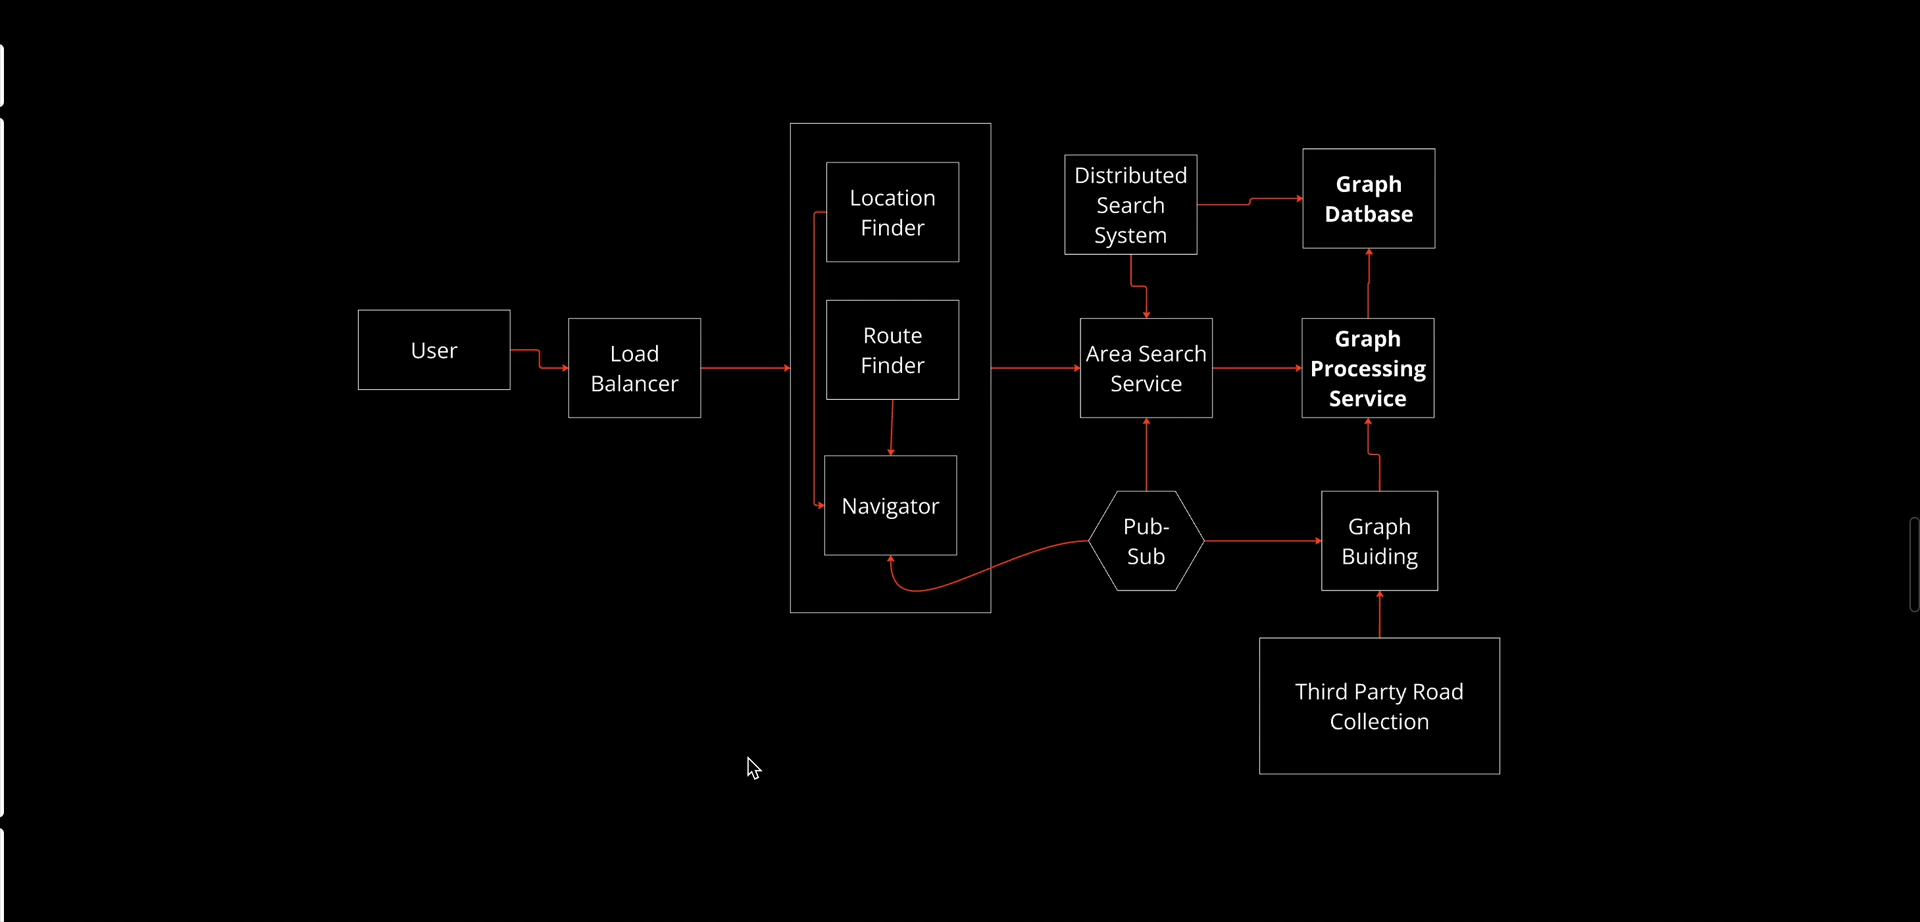 User
Load
Balancer
Location
Finder
Route
Finder
Navigator
Distributed
Search
System
Graph
Datbase
Area Search
Service
Graph
Processing
Service
Pub-
Sub
Graph
Buiding
Third Party Road
Collection